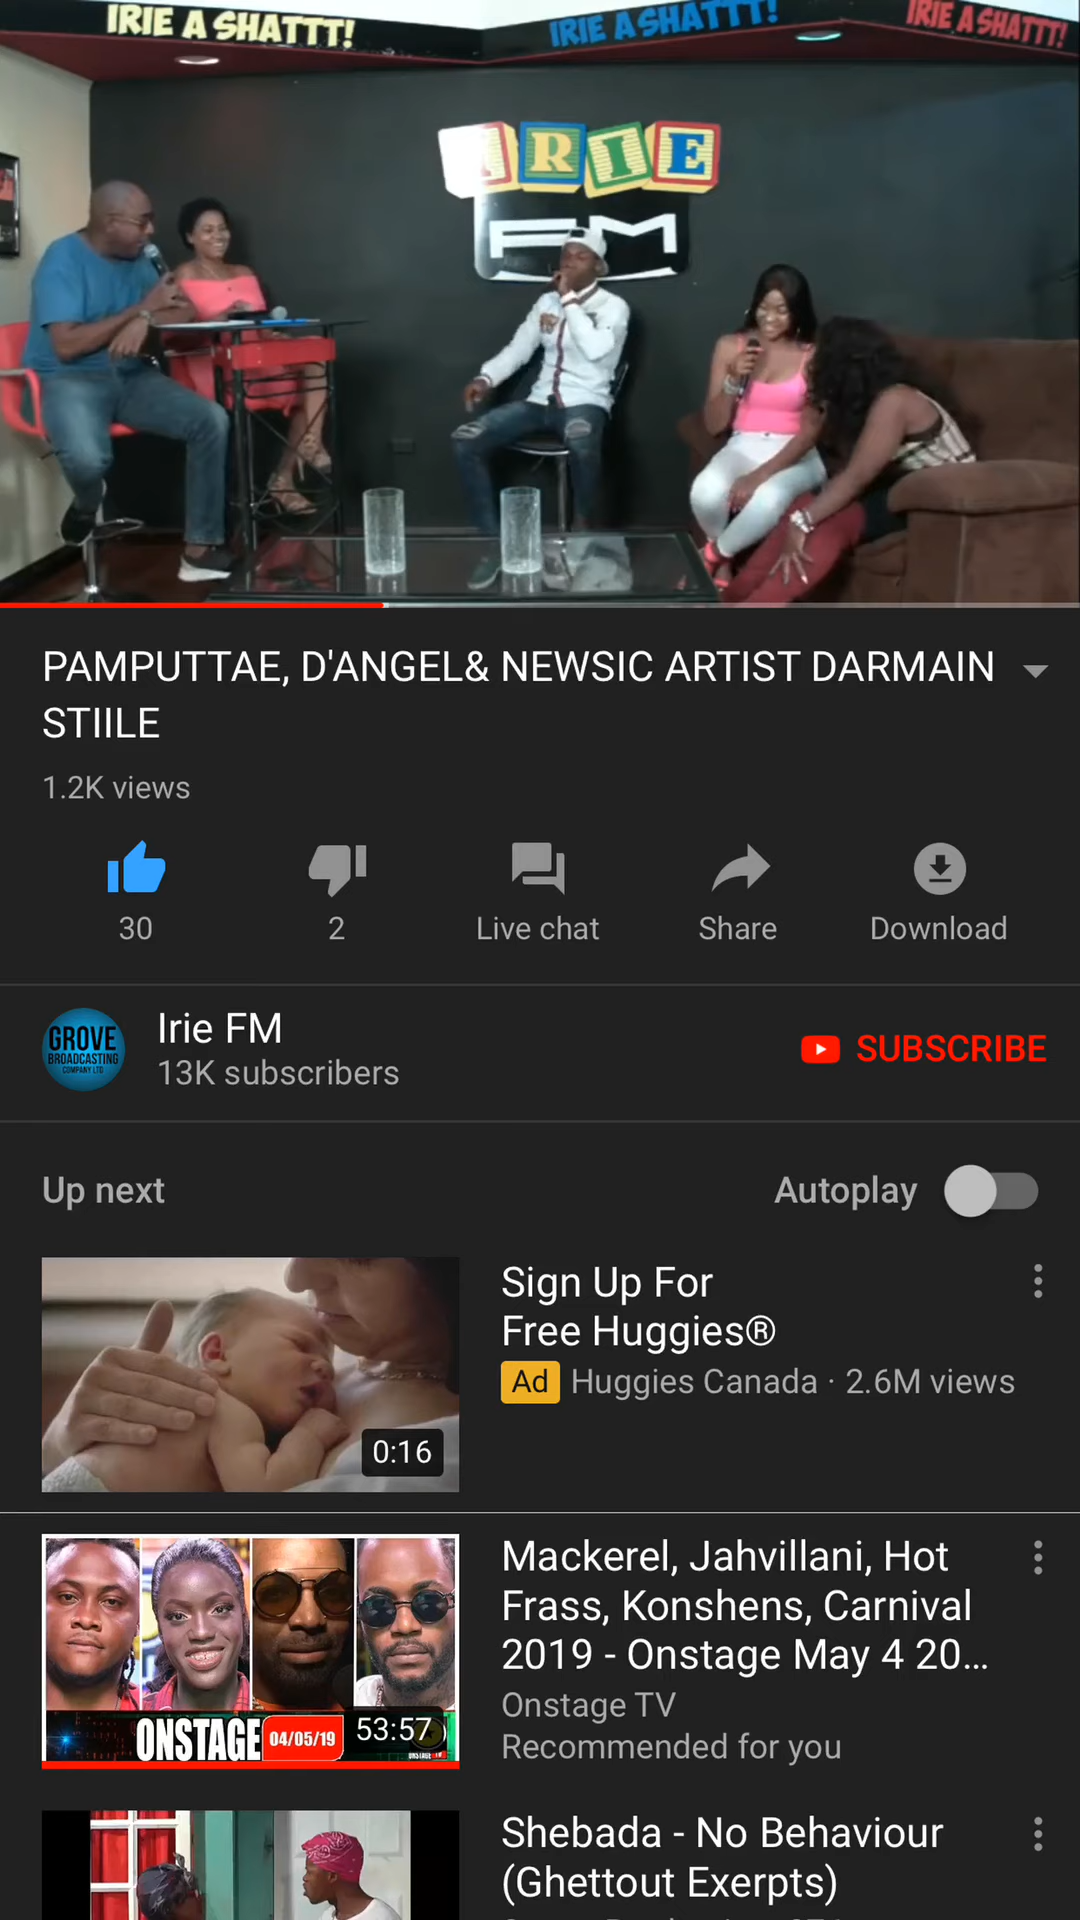 IRIE A SHATTT!
IRIE A SHATTT!
IRIE A SHATTT!
IRIE
FM
PAMPUTTAE, D'ANGEL& NEWSIC ARTIST DARMAIN
STIILE
1.2K views
30
2
Live chat
Share
Download
GROVE
BROADCASTING
COMPANY LTD
Irie FM
13K subscribers
SUBSCRIBE
Up next
Autoplay
Sign Up For
Free Huggies®
Ad Huggies Canada · 2.6M views
0:16
Mackerel, Jahvillani, Hot
Frass, Konshens, Carnival
2019 - Onstage May 4 20...
Onstage TV
Recommended for you
ONSTAGE 04/05/19 53:57
Shebada - No Behaviour
(Ghettout Exerpts)